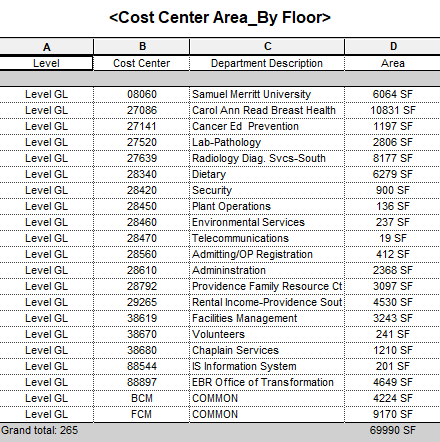 <Cost Center Area_By Floor>
A B C D
Level Cost Center Department Description Area
Level GL 08060 Samuel Merritt University 6064 SF
Level GL 27086 Carol Ann Read Breast Health 10831 SF
Level GL 27141 Cancer Ed Prevention 1197 SF
Level GL 27520 Lab-Pathology 2806 SF
Level GL 27639 Radiology Diag. Svcs-South 8177 SF
Level GL 28340 Dietary 6279 SF
Level GL 28420 Security 900 SF
Level GL 28450 Plant Operations 136 SF
Level GL 28460 Environmental Services 237 SF
Level GL 28470 Telecommunications 19 SF
Level GL 28560 Admitting/OP Registration 412 SF
Level GL 28610 Admininstration 2368 SF
Level GL 28792 Providence Family Resource Ct 3097 SF
Level GL 29265 Rental Income-Providence Sout 4530 SF
Level GL 38619 Facilities Management 3243 SF
Level GL 38670 Volunteers 241 SF
Level GL 38680 Chaplain Services 1210 SF
Level GL 88544 IS Information System 201 SF
Level GL 88897 EBR Office of Transformation 4649 SF
Level GL BCM COMMON 4224 SF
Level GL FCM COMMON 9170 SF
Grand total: 265 69990 SF